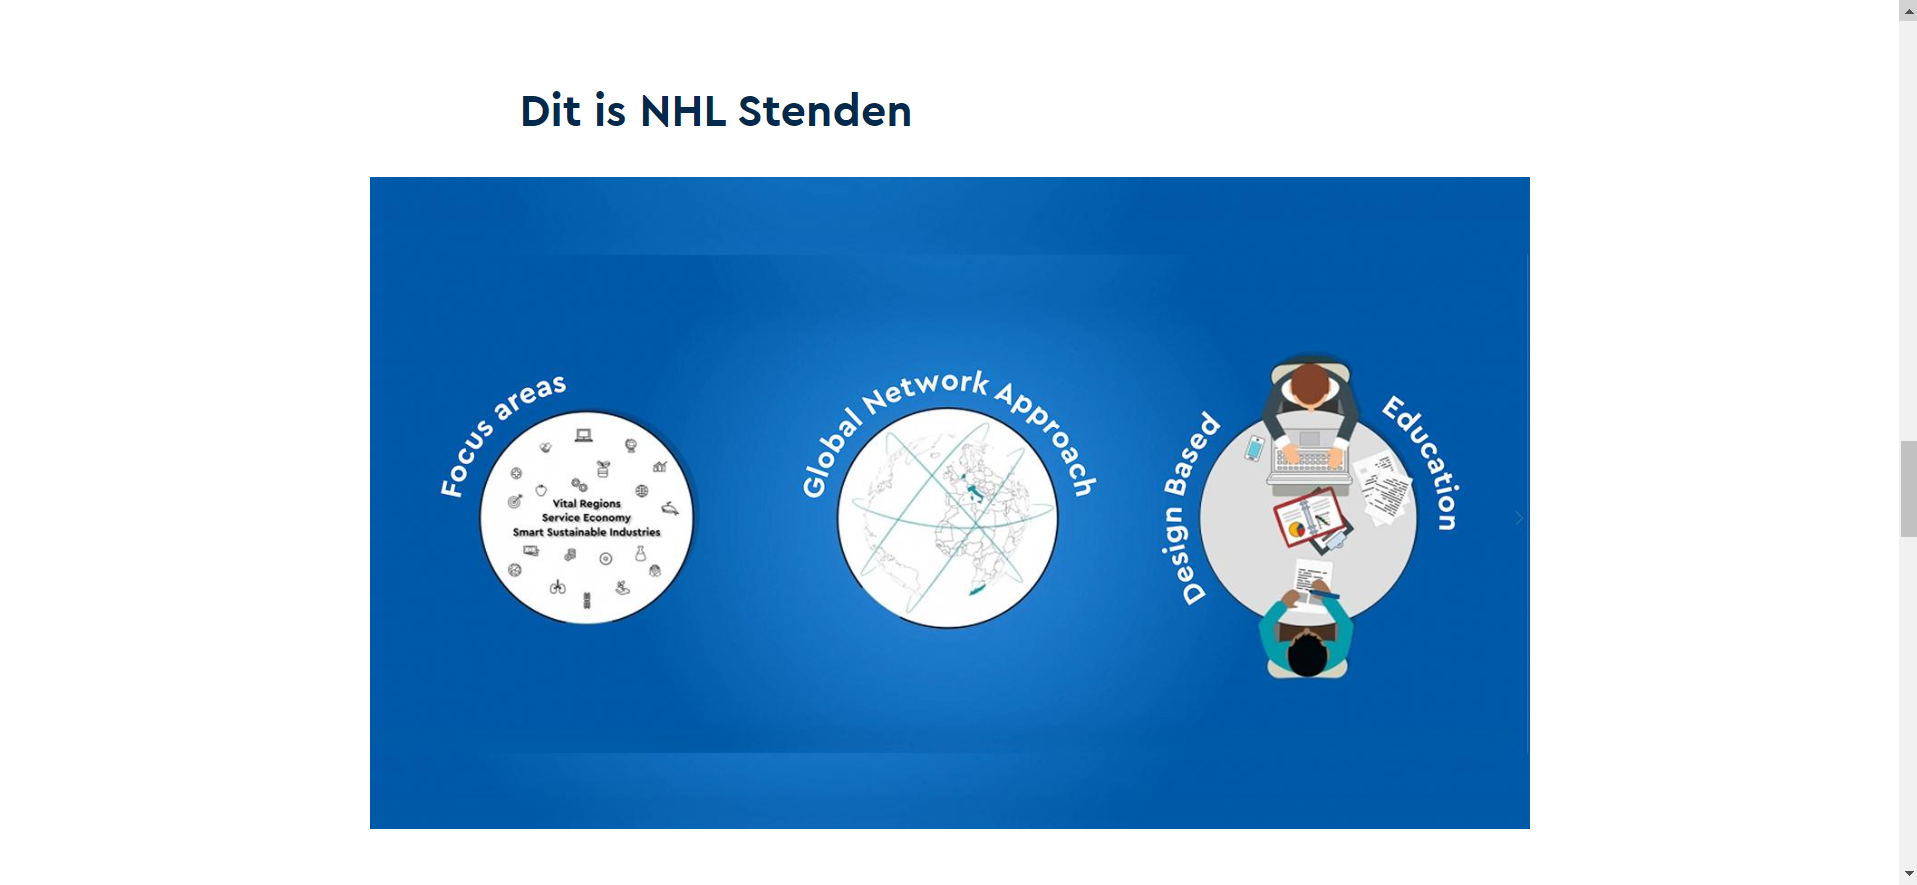 Dit is NHL Stenden
Focus areas
Vital Regions
Service Economy
Smart Sustainable Industries
Global Network Approach
Design Based Education